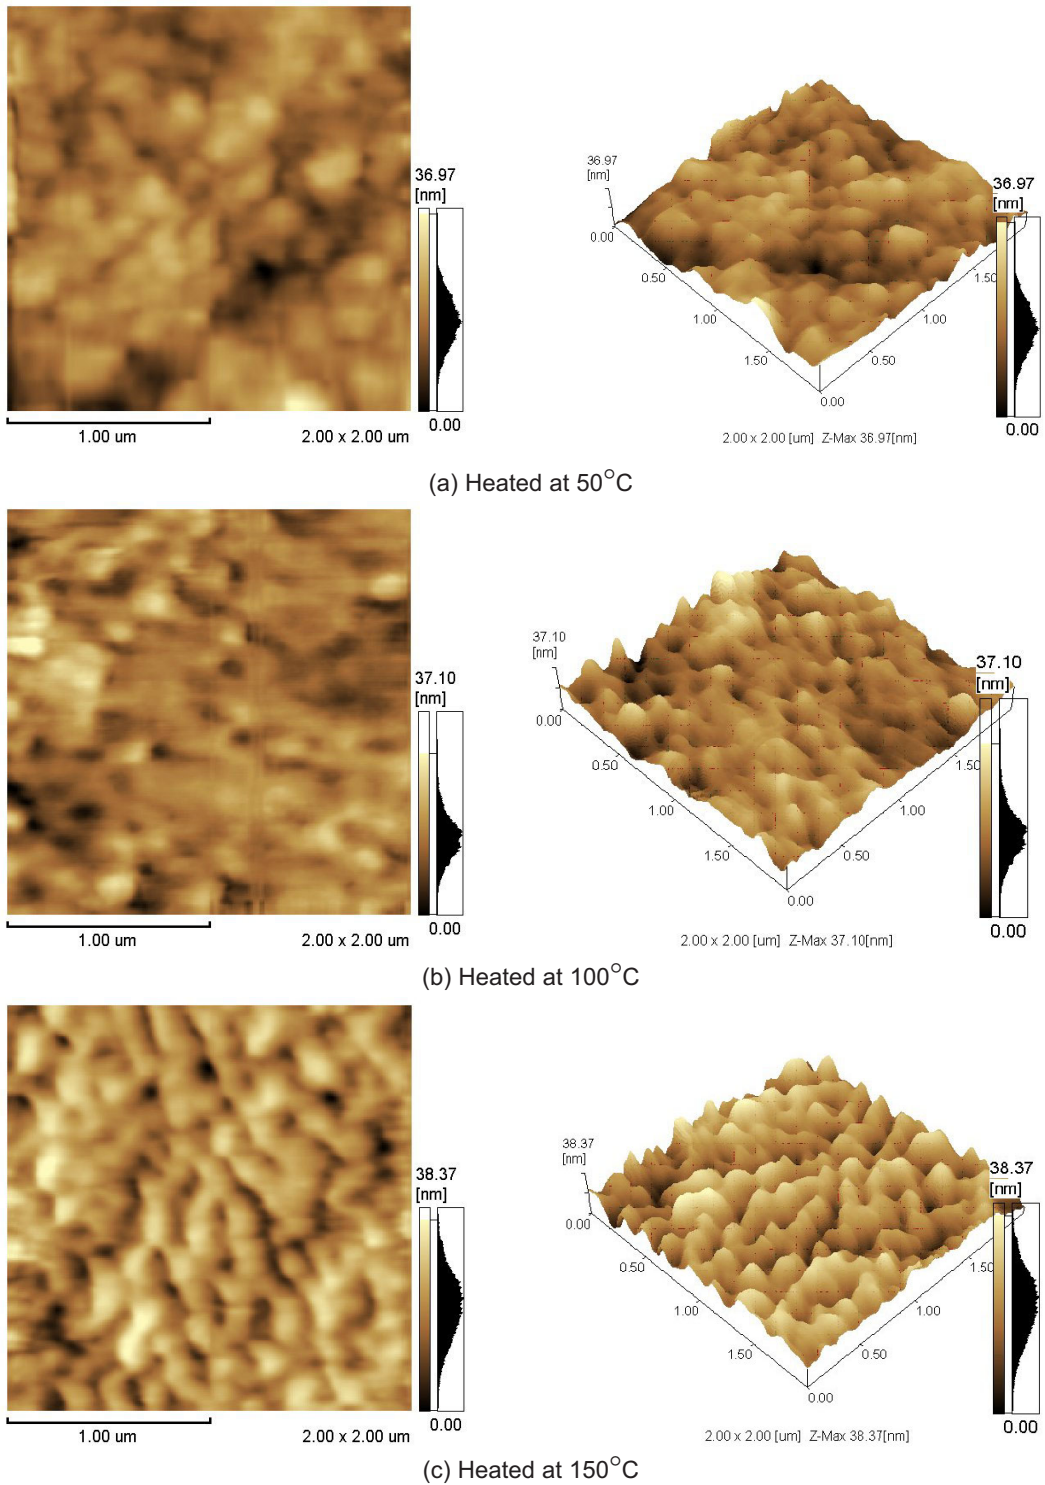 36.97
[nm]
0.00
1.00 um
2.00 x 2.00 um
36.97
[nm]
0.00
0.50
1.00
1.50
0.00
0.50
1.00
1.50
36.97
[nm]
0.00
2.00 x 2.00 [um] Z-Max 36.97[nm]
(a) Heated at 50°C
37.10
[nm]
0.00
1.00 um
2.00 x 2.00 um
37.10
[nm]
0.00
0.50
1.00
1.50
0.00
0.50
1.00
1.50
37.10
[nm]
0.00
2.00 x 2.00 [um] Z-Max 37.10[nm]
(b) Heated at 100°C
38.37
[nm]
0.00
1.00 um
2.00 x 2.00 um
38.37
[nm]
0.00
0.50
1.00
1.50
0.00
0.50
1.00
1.50
38.37
[nm]
0.00
2.00 x 2.00 [um] Z-Max 38.37[nm]
(c) Heated at 150°C